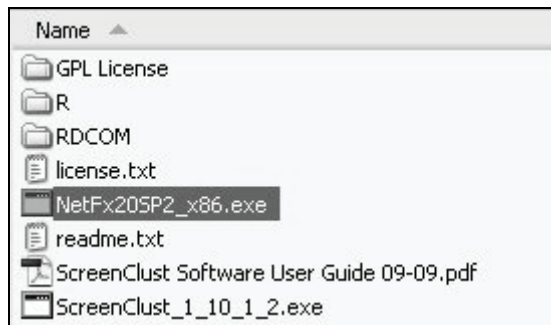 Name
GPL License
R
RDCOM
license.txt
NetFx20SP2_x86.exe
readme.txt
ScreenClust Software User Guide 09-09.pdf
ScreenClust_1_10_1_2.exe